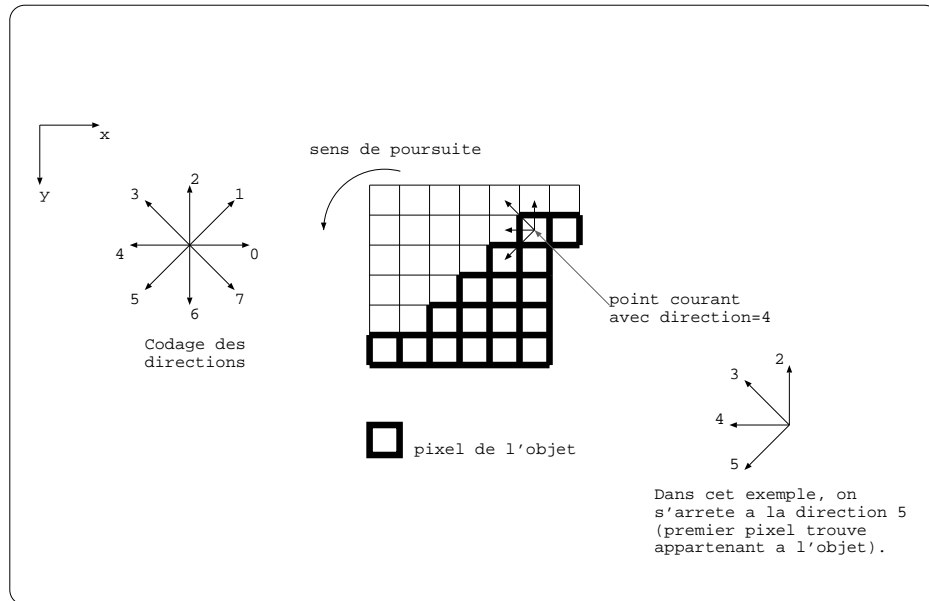 x
y
sens de poursuite
2
3
1
4
0
5
7
6
Codage des
directions
point courant
avec direction=4
2
3
4
5
pixel de l'objet
Dans cet exemple, on
s'arrete a la direction 5
(premier pixel trouve
appartenant a l'objet).